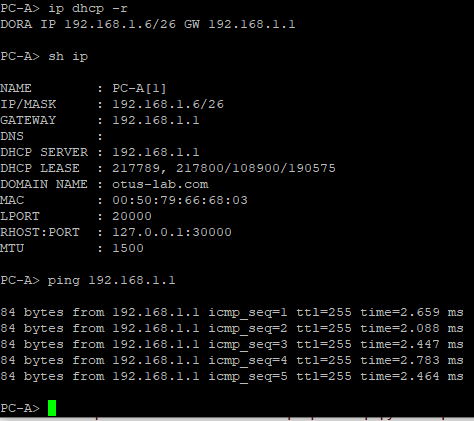 PC-A> ip dhcp -r
DORA IP 192.168.1.6/26 GW 192.168.1.1
PC-A> sh ip
NAME        : PC-A[1]
IP/MASK     : 192.168.1.6/26
GATEWAY     : 192.168.1.1
DNS         :
DHCP SERVER : 192.168.1.1
DHCP LEASE  : 217789, 217800/108900/190575
DOMAIN NAME : otus-lab.com
MAC         : 00:50:79:66:68:03
LPORT       : 20000
RHOST:PORT  : 127.0.0.1:30000
MTU         : 1500
PC-A> ping 192.168.1.1
84 bytes from 192.168.1.1 icmp_seq=1 ttl=255 time=2.659 ms
84 bytes from 192.168.1.1 icmp_seq=2 ttl=255 time=2.088 ms
84 bytes from 192.168.1.1 icmp_seq=3 ttl=255 time=2.447 ms
84 bytes from 192.168.1.1 icmp_seq=4 ttl=255 time=2.783 ms
84 bytes from 192.168.1.1 icmp_seq=5 ttl=255 time=2.464 ms
PC-A>